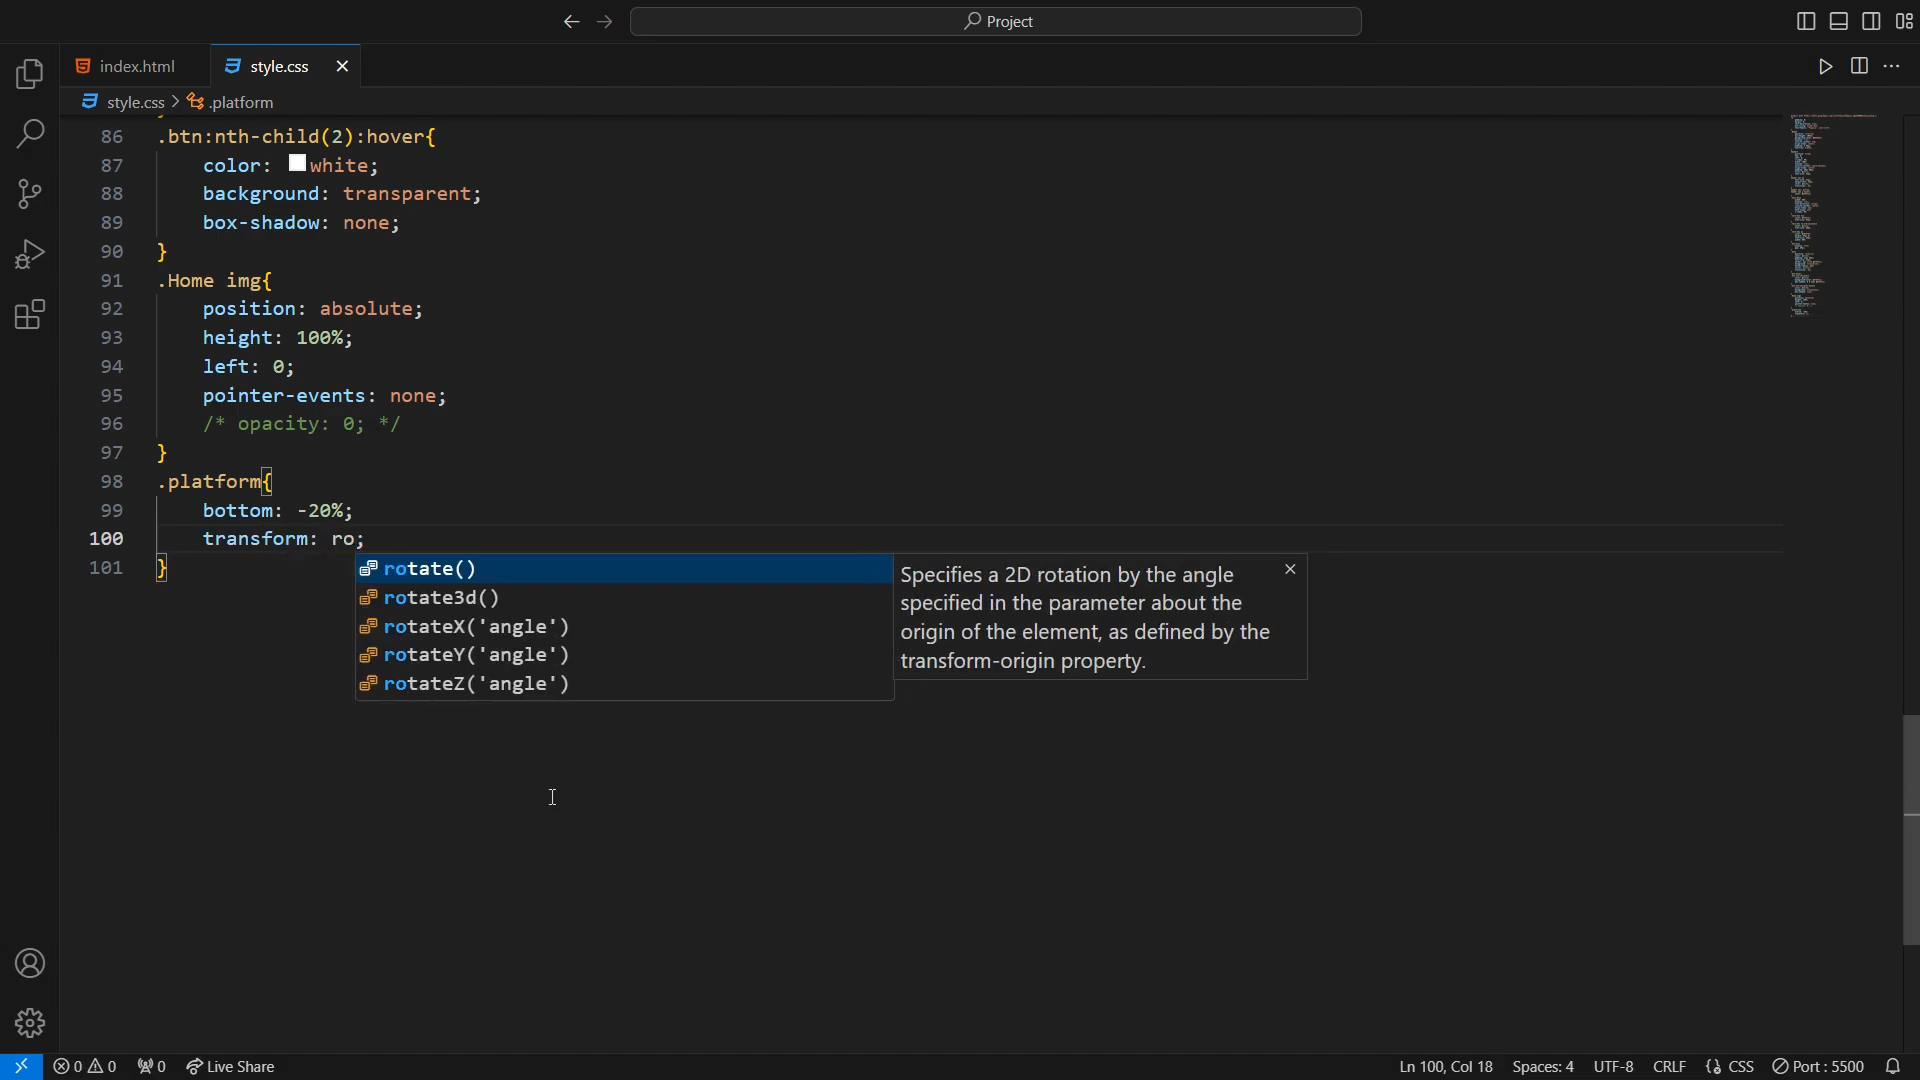 Project
index.html
style.css
style.css > .platform
86 .btn:nth-child(2):hover{
87 color: white;
88 background: transparent;
89 box-shadow: none;
90 }
91 .Home img{
92 position: absolute;
93 height: 100%;
94 left: 0;
95 pointer-events: none;
96 /* opacity: 0; */
97 }
98 .platform{
99 bottom: -20%;
100 transform: ro;
101 }
rotate()
rotate3d()
rotateX('angle')
rotateY('angle')
rotateZ('angle')
Specifies a 2D rotation by the angle
specified in the parameter about the
origin of the element, as defined by the
transform-origin property.
0 0 0 Live Share Ln 100, Col 18 Spaces: 4 UTF-8 CRLF CSS Port : 5500